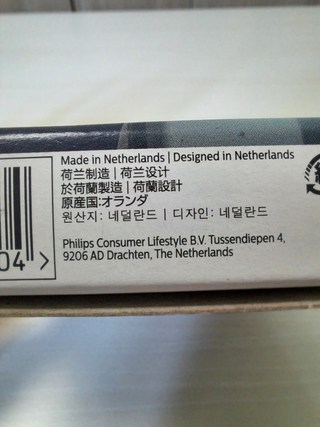 Made in Netherlands | Designed in Netherlands
荷兰制造 | 荷兰设计
於荷蘭製造 | 荷蘭設計
原産国:オランダ
원산지: 네덜란드 | 디자인: 네덜란드
Philips Consumer Lifestyle B.V. Tussendiepen 4,
9206 AD Drachten, The Netherlands
04 >